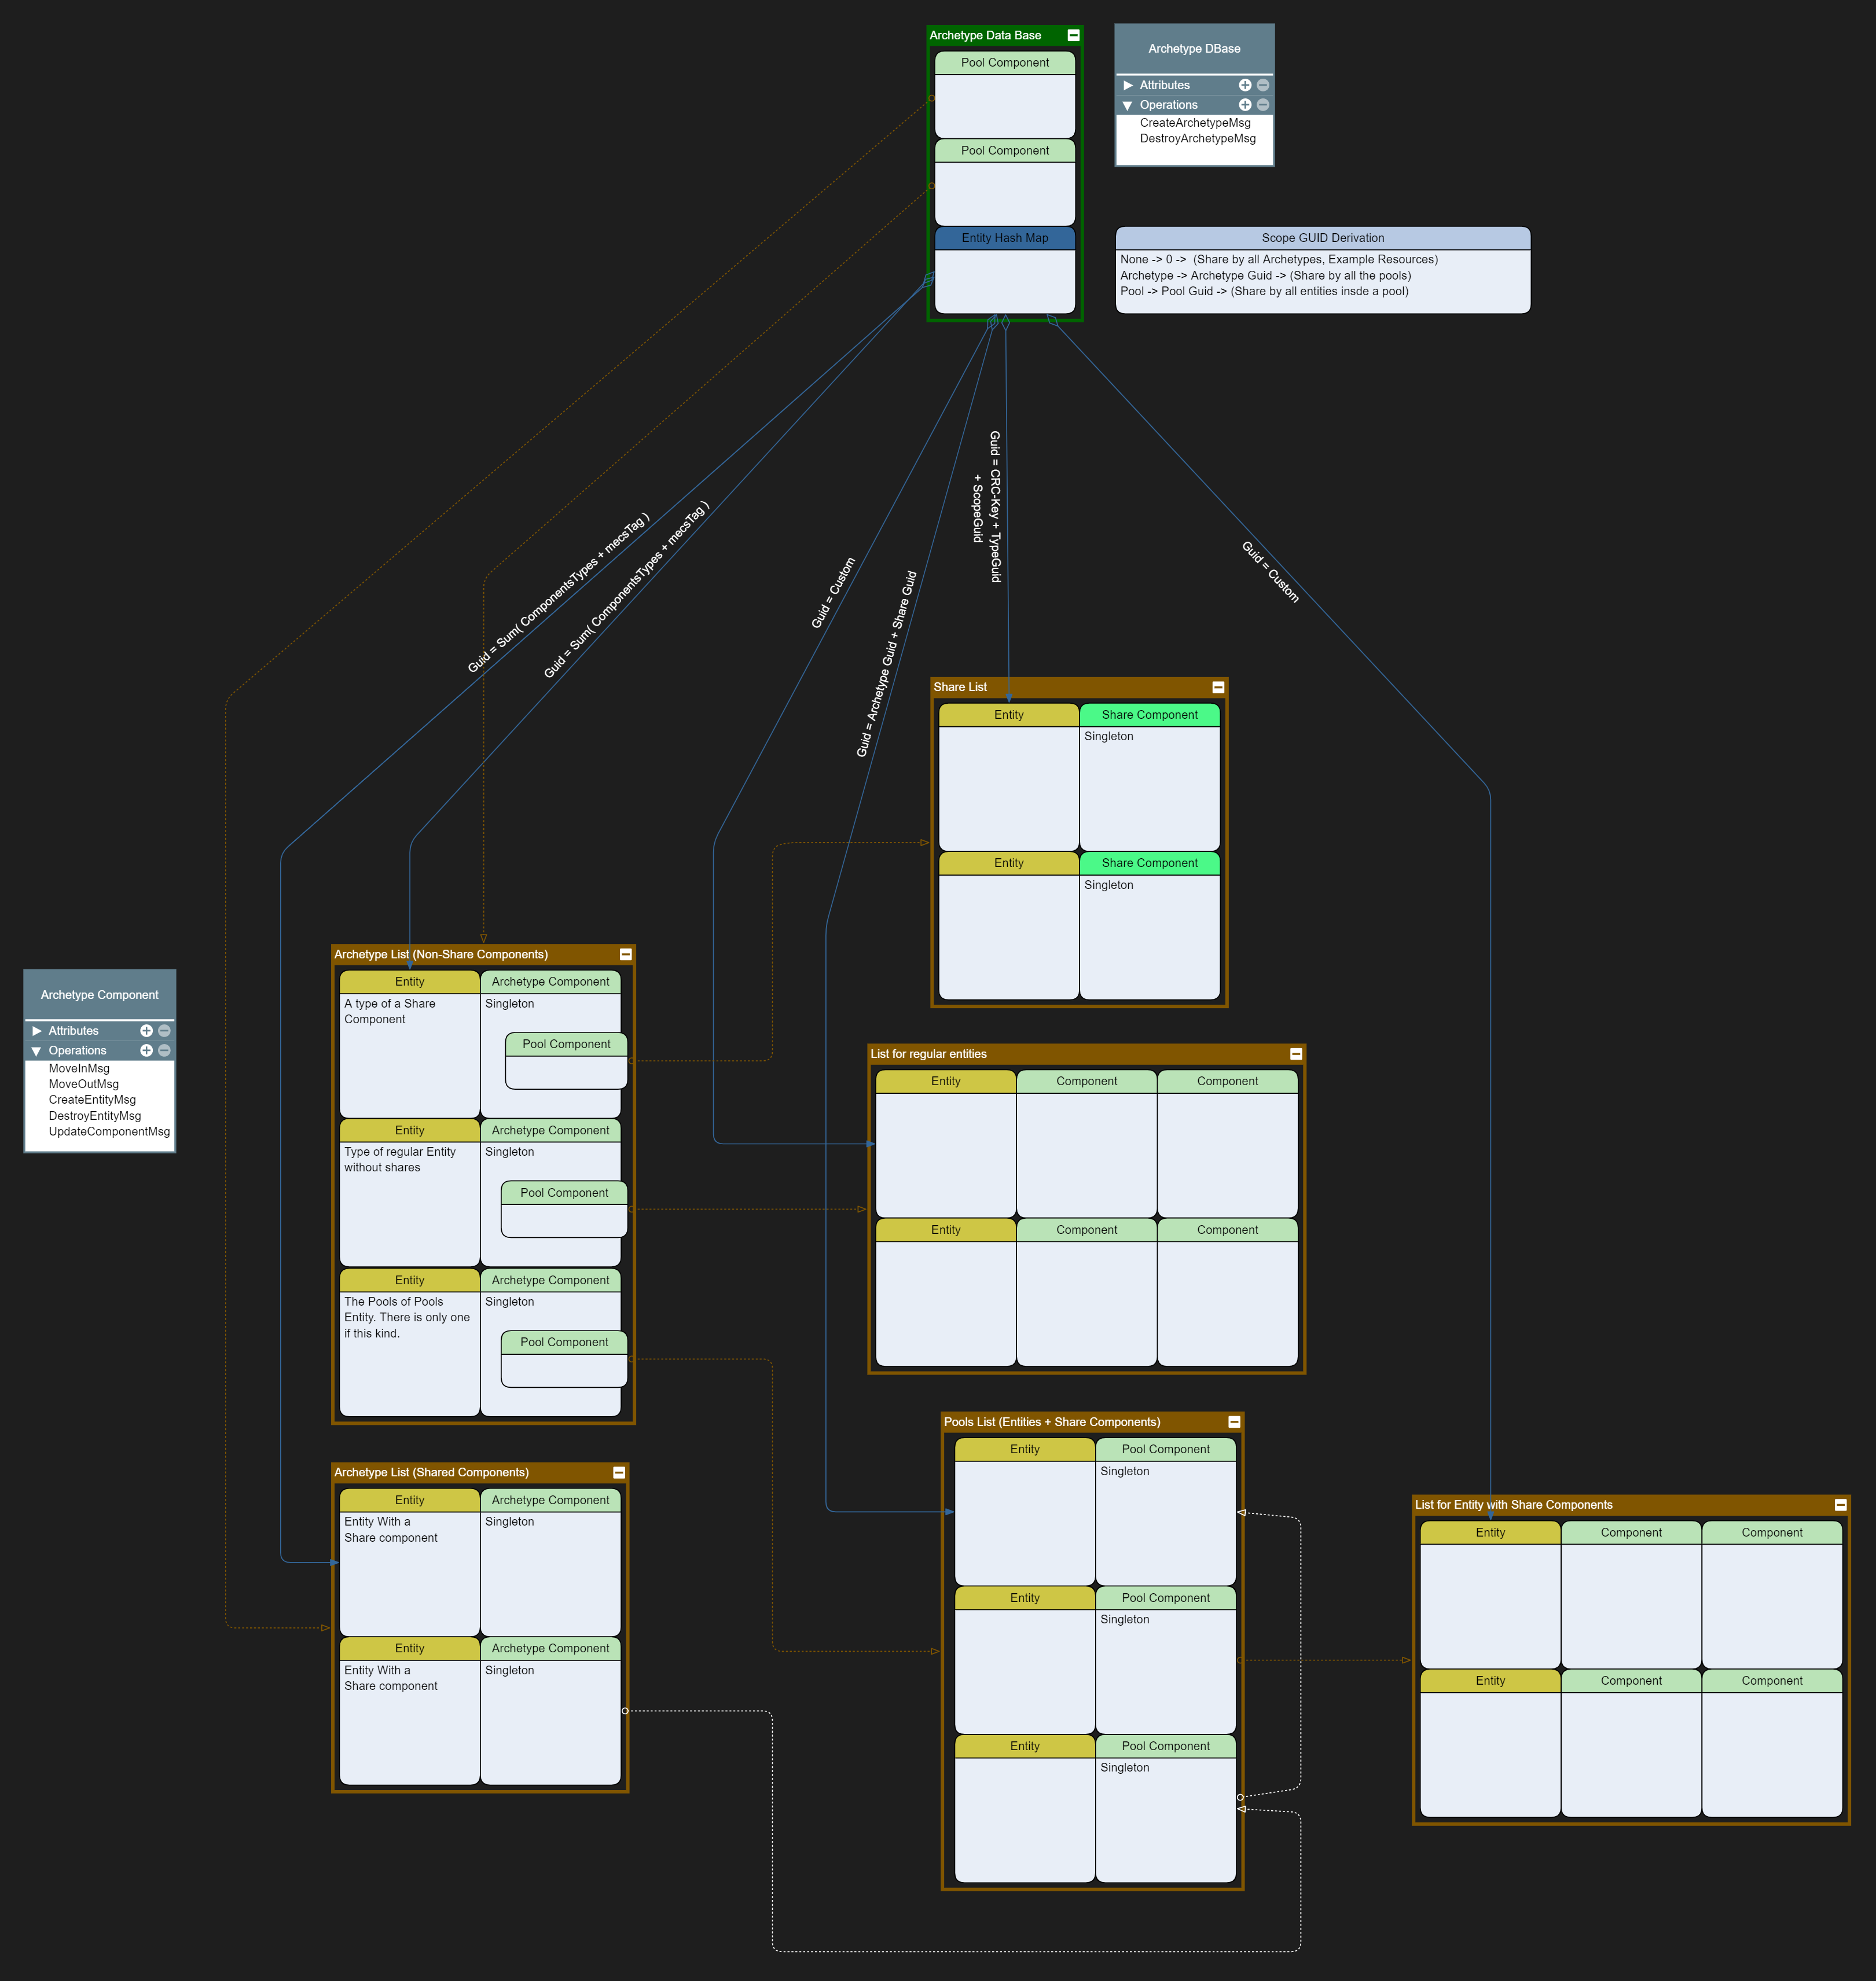 Archetype Data Base
Pool Component
Pool Component
Entity Hash Map
Archetype DBase
Attributes
Operations
CreateArchetypeMsg
DestroyArchetypeMsg
Scope GUID Derivation
None -> 0 -> (Share by all Archetypes, Example Resources)
Archetype -> Archetype Guid -> (Share by all the pools)
Pool -> Pool Guid -> (Share by all entities insde a pool)
Guid = Sum( ComponentsTypes + mecsTag )
Guid = Sum( ComponentsTypes + mecsTag )
Guid = Custom
Guid = Archetype Guid + Share Guid
Guid = CRC-Key + TypeGuid
+ ScopeGuid
Guid = Custom
Share List
Entity
Share Component
Singleton
Entity
Share Component
Singleton
Archetype Component
Attributes
Operations
MoveInMsg
MoveOutMsg
CreateEntityMsg
DestroyEntityMsg
UpdateComponentMsg
Archetype List (Non-Share Components)
Entity
Archetype Component
A type of a Share
Component
Singleton
Pool Component
Entity
Archetype Component
Type of regular Entity
without shares
Singleton
Pool Component
Entity
Archetype Component
The Pools of Pools
Entity. There is only one
if this kind.
Singleton
Pool Component
List for regular entities
Entity
Component
Component
Entity
Component
Component
Archetype List (Shared Components)
Entity
Archetype Component
Entity With a
Share component
Singleton
Entity
Archetype Component
Entity With a
Share component
Singleton
Pools List (Entities + Share Components)
Entity
Pool Component
Singleton
Entity
Pool Component
Singleton
Entity
Pool Component
Singleton
List for Entity with Share Components
Entity
Component
Component
Entity
Component
Component